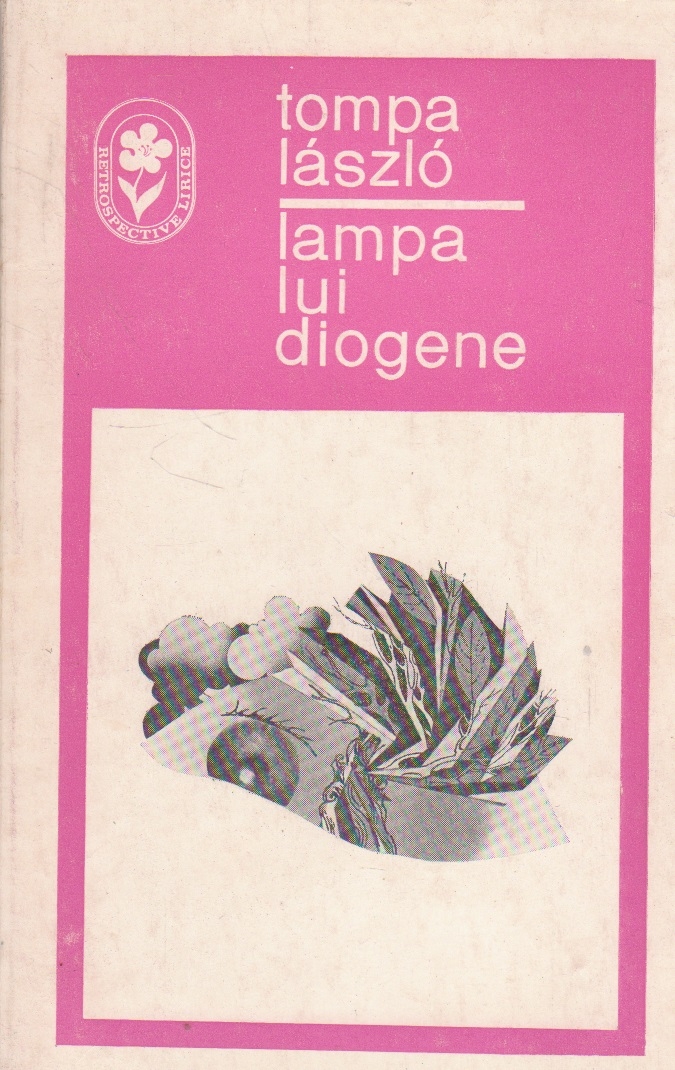 RETROSPECTIVE LIRICE
tompa
lászló
lampa
lui
diogene